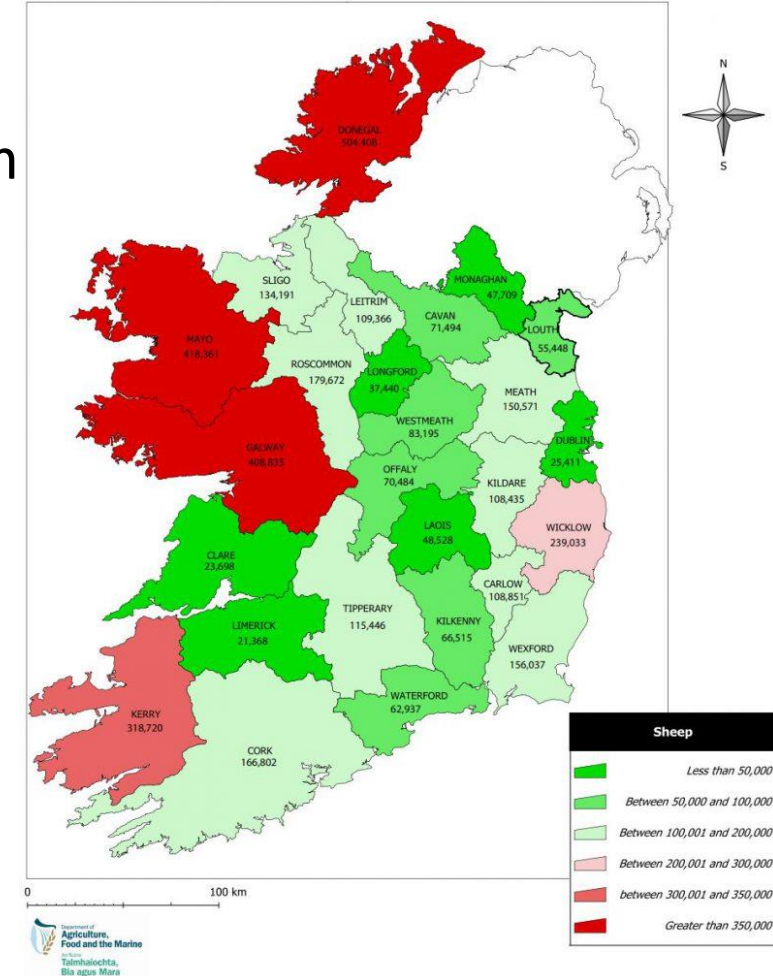 N
S
n
DONEGAL
504,408
SLIGO
134,191
LEITRIM
109,366
MONAGHAN
47,709
CAVAN
71,494
LOUTH
55,448
MAYO
418,361
ROSCOMMON
179,672
LONGFORD
37,440
MEATH
150,571
WESTMEATH
83,195
DUBLIN
25,411
GALWAY
408,835
OFFALY
70,484
KILDARE
108,435
LAOIS
48,528
WICKLOW
239,033
CLARE
23,698
CARLOW
108,851
TIPPERARY
115,446
KILKENNY
66,515
LIMERICK
21,368
WEXFORD
156,037
WATERFORD
62,937
KERRY
318,720
CORK
166,802
Sheep
Less than 50,000
Between 50,000 and 100,000
Between 100,001 and 200,000
Between 200,001 and 300,000
between 300,001 and 350,000
Greater than 350,000
0 100 km
Department of
Agriculture,
Food and the Marine
An Roinn
Talmhaíochta,
Bia agus Mara